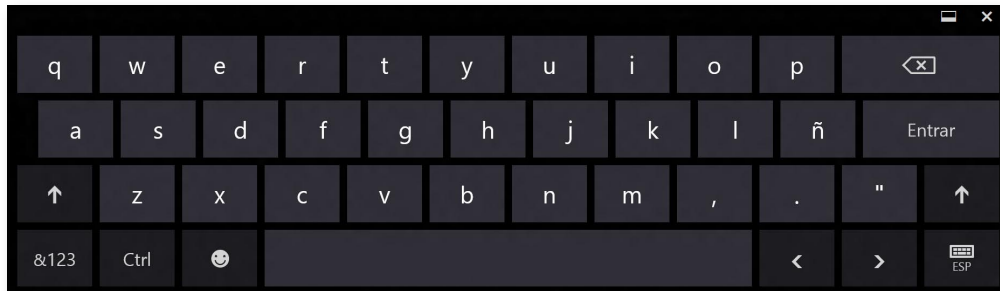 q w e r t y u i o p
a s d f g h j k l ñ Entrar
z x c v b n m , . "
&123 Ctrl < > ESP